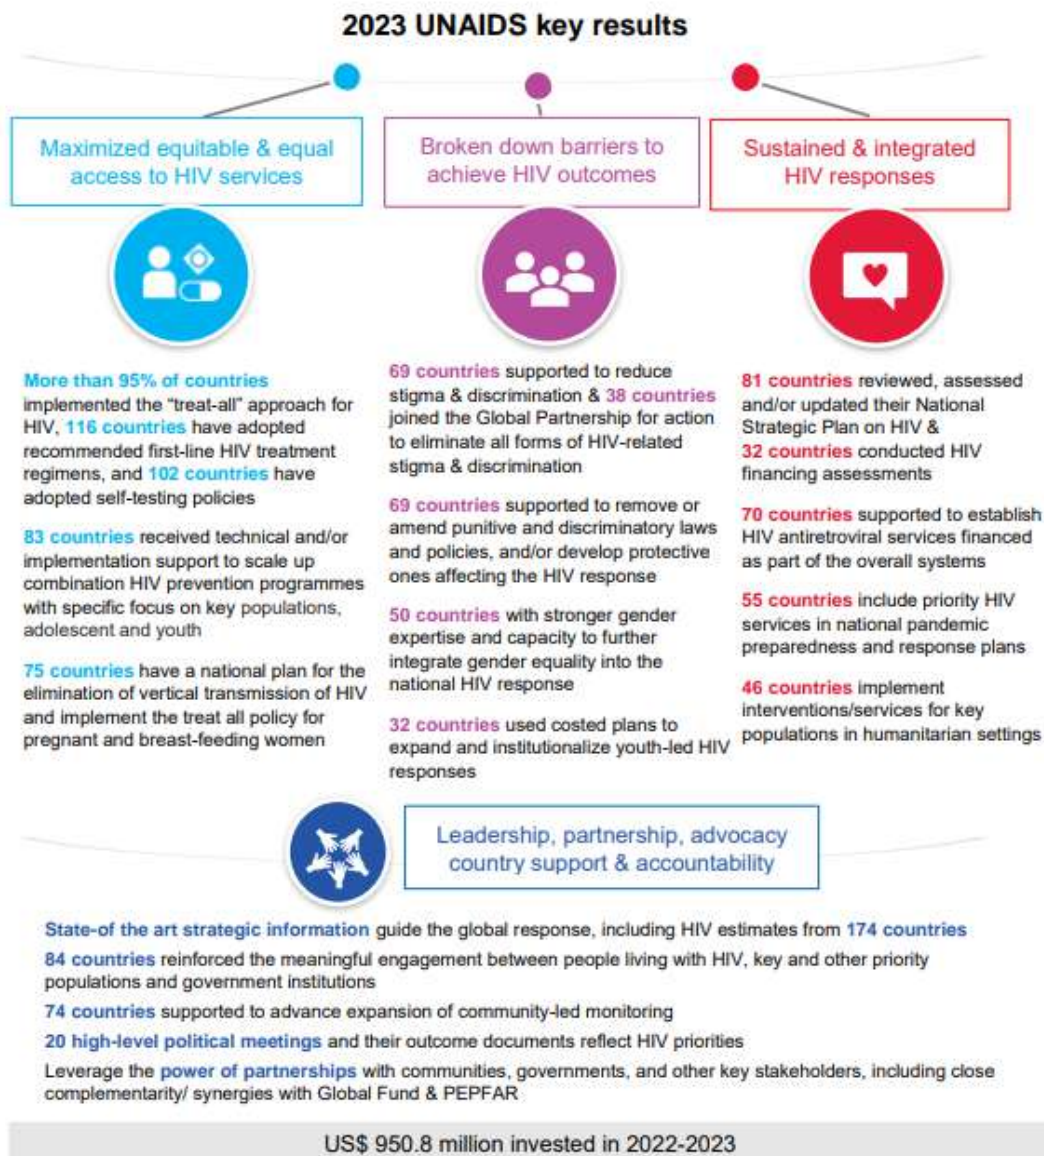 2023 UNAIDS key results
Maximized equitable & equal
access to HIV services
Broken down barriers to
achieve HIV outcomes
Sustained & integrated
HIV responses
More than 95% of countries
implemented the “treat-all” approach for
HIV, 116 countries have adopted
recommended first-line HIV treatment
regimens, and 102 countries have
adopted self-testing policies
83 countries received technical and/or
implementation support to scale up
combination HIV prevention programmes
with specific focus on key populations,
adolescent and youth
75 countries have a national plan for the
elimination of vertical transmission of HIV
and implement the treat all policy for
pregnant and breast-feeding women
69 countries supported to reduce
stigma & discrimination & 38 countries
joined the Global Partnership for action
to eliminate all forms of HIV-related
stigma & discrimination
69 countries supported to remove or
amend punitive and discriminatory laws
and policies, and/or develop protective
ones affecting the HIV response
50 countries with stronger gender
expertise and capacity to further
integrate gender equality into the
national HIV response
32 countries used costed plans to
expand and institutionalize youth-led HIV
responses
81 countries reviewed, assessed
and/or updated their National
Strategic Plan on HIV &
32 countries conducted HIV
financing assessments
70 countries supported to establish
HIV antiretroviral services financed
as part of the overall systems
55 countries include priority HIV
services in national pandemic
preparedness and response plans
46 countries implement
interventions/services for key
populations in humanitarian settings
Leadership, partnership, advocacy
country support & accountability
State-of the art strategic information guide the global response, including HIV estimates from 174 countries
84 countries reinforced the meaningful engagement between people living with HIV, key and other priority
populations and government institutions
74 countries supported to advance expansion of community-led monitoring
20 high-level political meetings and their outcome documents reflect HIV priorities
Leverage the power of partnerships with communities, governments, and other key stakeholders, including close
complementarity/ synergies with Global Fund & PEPFAR
US$ 950.8 million invested in 2022-2023